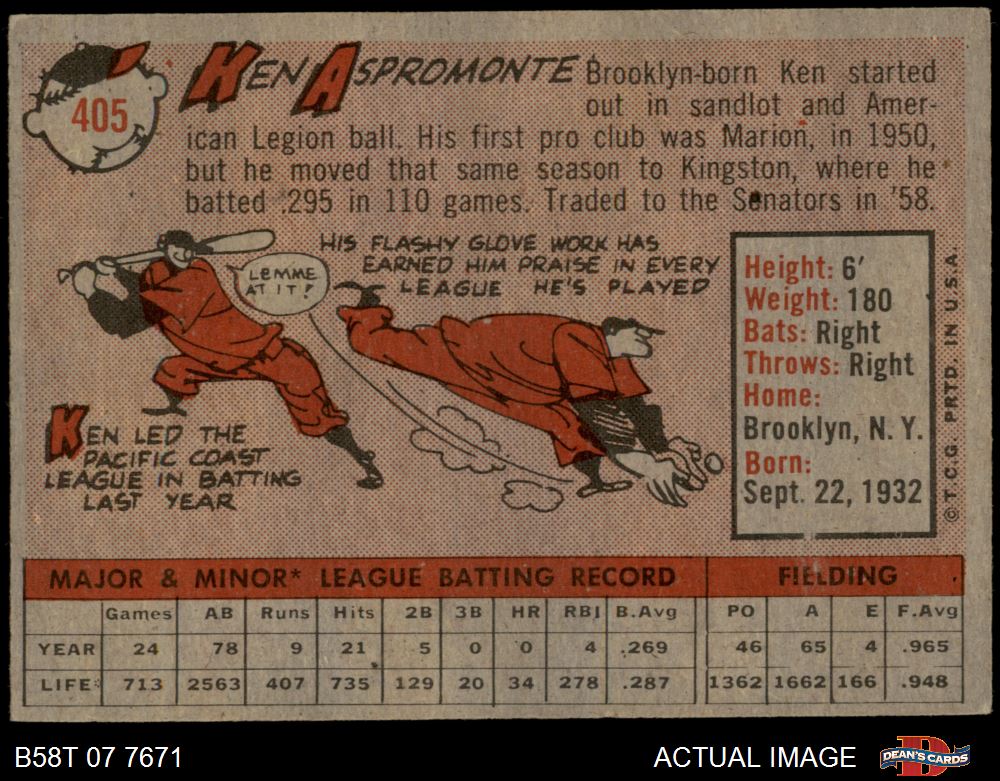 405
KEN ASPROMONTE Brooklyn-born Ken started
out in sandlot and Amer-
ican Legion ball. His first pro club was Marion, in 1950,
but he moved that same season to Kingston, where he
batted .295 in 110 games. Traded to the Senators in '58.
LEMME
AT IT!
HIS FLASHY GLOVE WORK HAS
EARNED HIM PRAISE IN EVERY
LEAGUE HE'S PLAYED
KEN LED THE
PACIFIC COAST
LEAGUE IN BATTING
LAST YEAR
Height: 6'
Weight: 180
Bats: Right
Throws: Right
Home:
Brooklyn, N. Y.
Born:
Sept. 22, 1932
© T.C.G. PRTD. IN U.S.A.
MAJOR & MINOR* LEAGUE BATTING RECORD FIELDING
Games AB Runs Hits 2B 3B HR RBI B.Avg PO A E F.Avg
YEAR 24 78 9 21 5 0 0 4 .269 46 65 4 .965
LIFE* 713 2563 407 735 129 20 34 278 .287 1362 1662 166 .948
B58T 07 7671 ACTUAL IMAGE DEAN'S CARDS